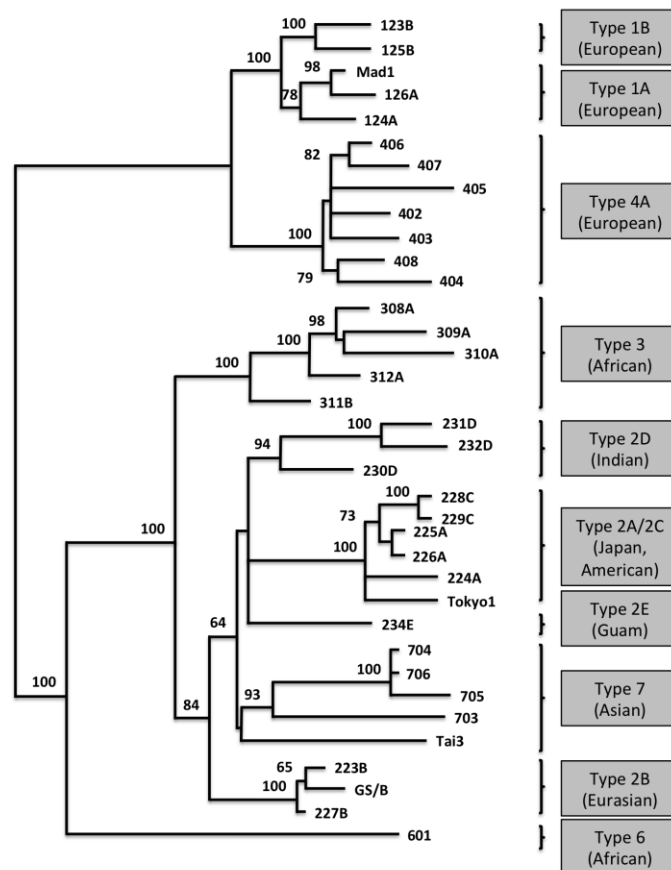 123B
100
125B
Type 1B
(European)
100
98
Mad1
78
126A
124A
Type 1A
(European)
406
82
407
405
402
403
100
408
79
404
Type 4A
(European)
308A
98
309A
100
310A
100
312A
311B
Type 3
(African)
231D
100
232D
94
230D
Type 2D
(Indian)
228C
100
229C
73
225A
226A
100
224A
Tokyo1
Type 2A/2C
(Japan,
American)
100
234E
Type 2E
(Guam)
64
704
100
706
93
705
703
Tai3
Type 7
(Asian)
100
84
223B
65
GS/B
100
227B
Type 2B
(Eurasian)
601
Type 6
(African)